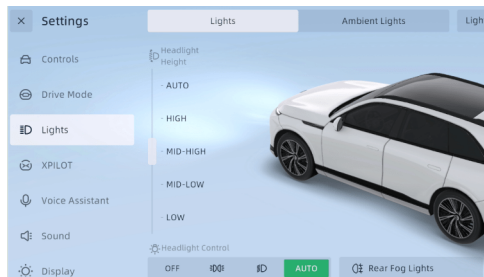 Settings
Lights
Ambient Lights
Ligh
Controls
Headlight
Height
Drive Mode
· AUTO
· HIGH
Lights
· MID-HIGH
XPILOT
· MID-LOW
Voice Assistant
· LOW
Sound
Headlight Control
Display
OFF
AUTO
Rear Fog Lights